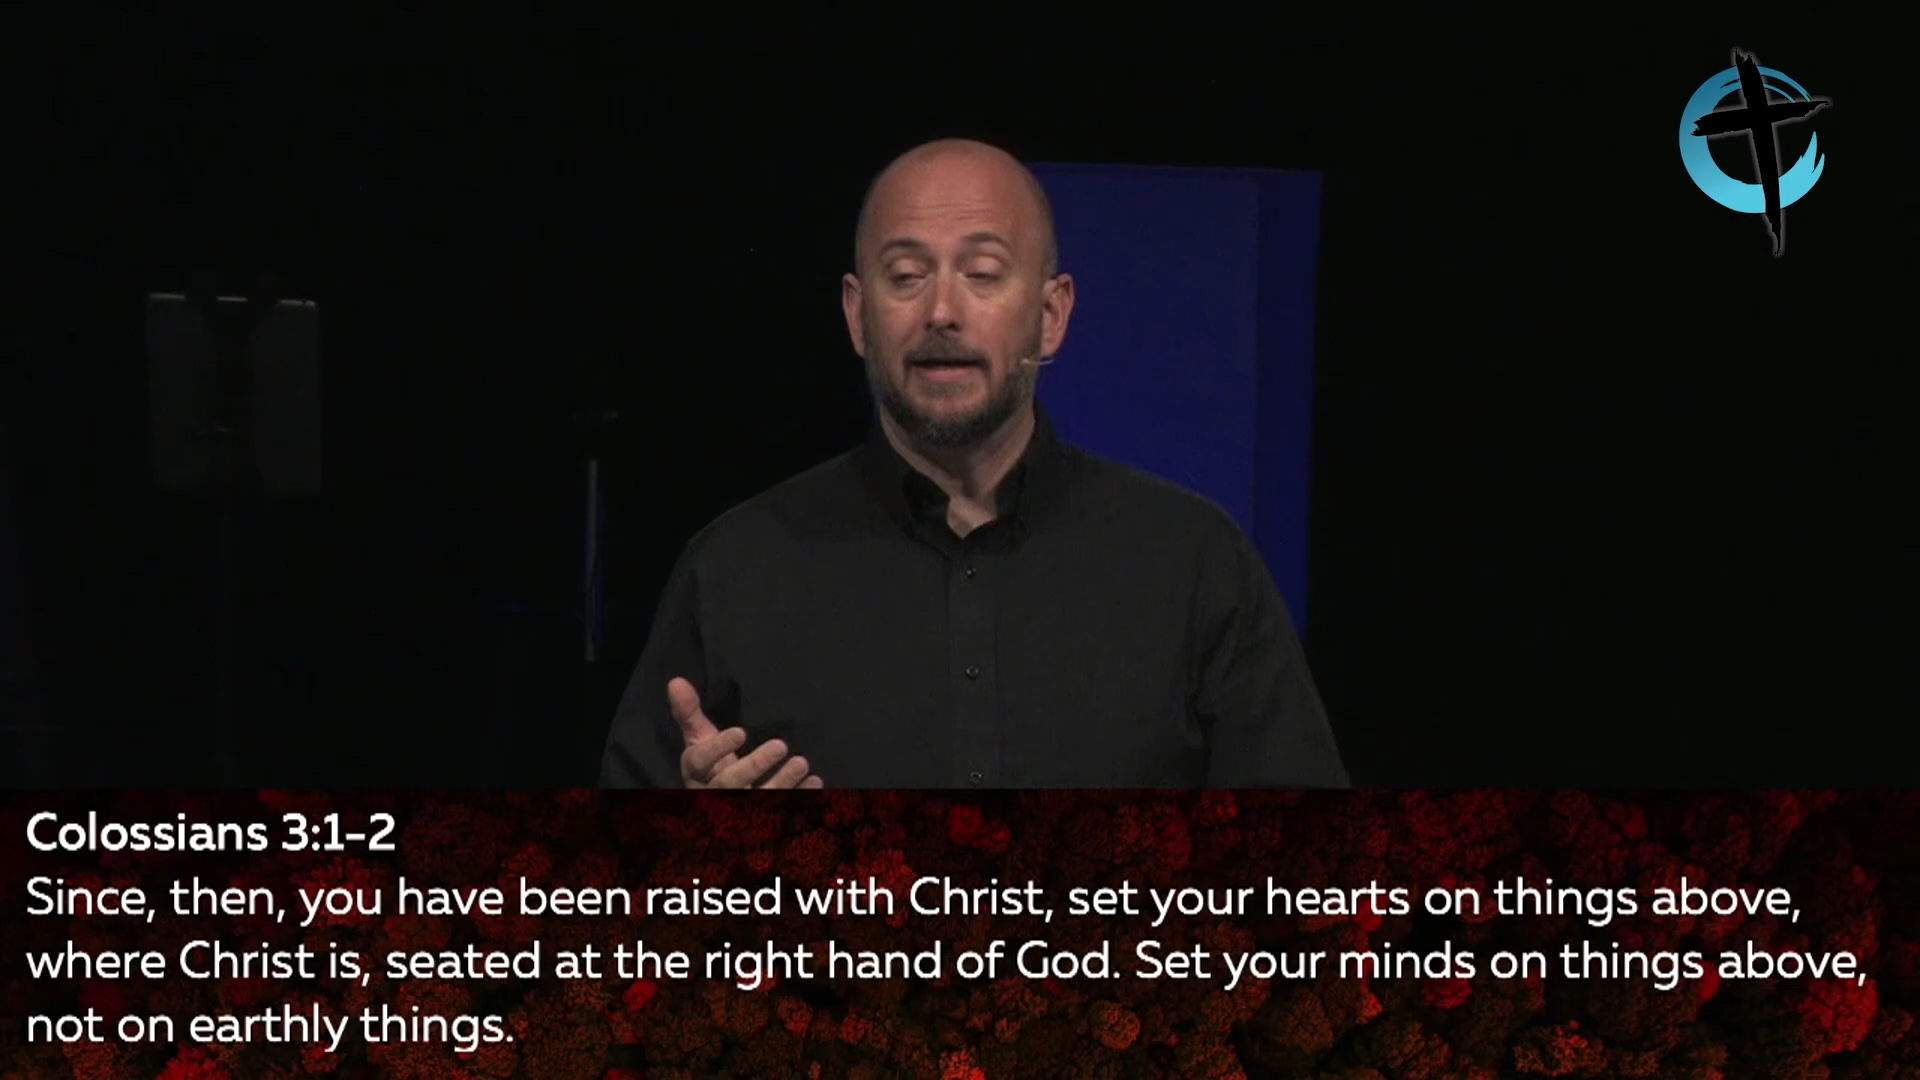 Colossians 3:1-2
Since, then, you have been raised with Christ, set your hearts on things above,
where Christ is, seated at the right hand of God. Set your minds on things above,
not on earthly things.